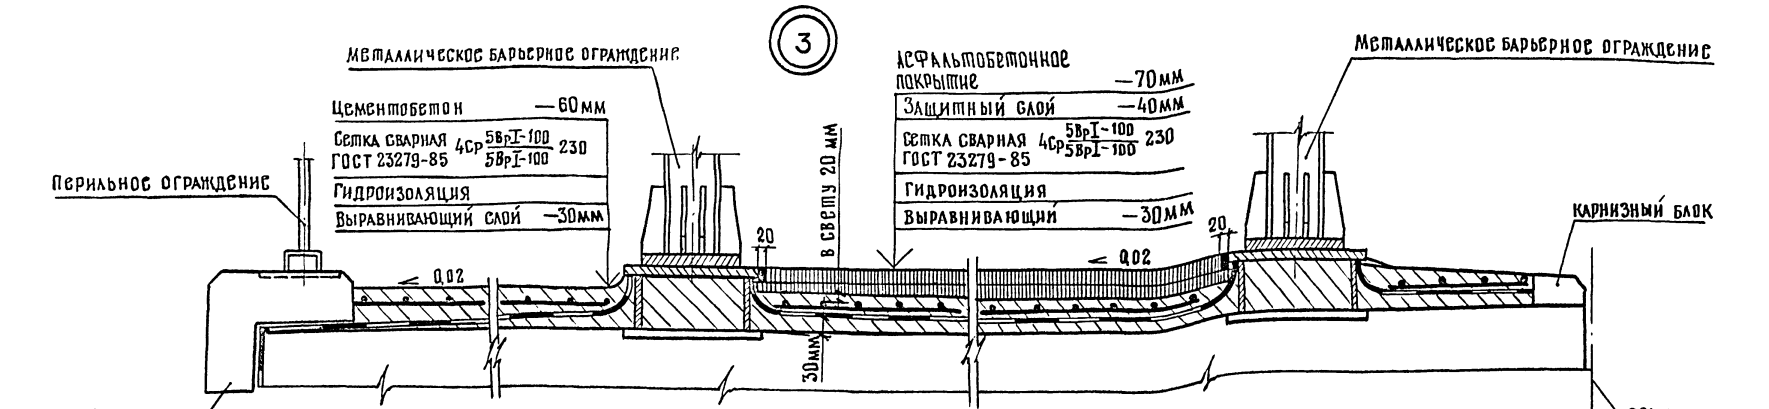 3
Металлическое барьерное ограждение
Цементобетон —60мм
Сетка сварная 4Ср 5ВрI-100 / 5ВрI-100 230
ГОСТ 23279-85
Гидроизоляция
Выравнивающий слой —30мм
Перильное ограждение
Асфальтобетонное
покрытие —70мм
Защитный слой —40мм
Сетка сварная 4Ср 5ВрI-100 / 5ВрI-100 230
ГОСТ 23279-85
Гидроизоляция
Выравнивающий —30мм
Металлическое барьерное ограждение
карнизный блок
в свету 20 мм
20
20
0,02
0,02
30мм